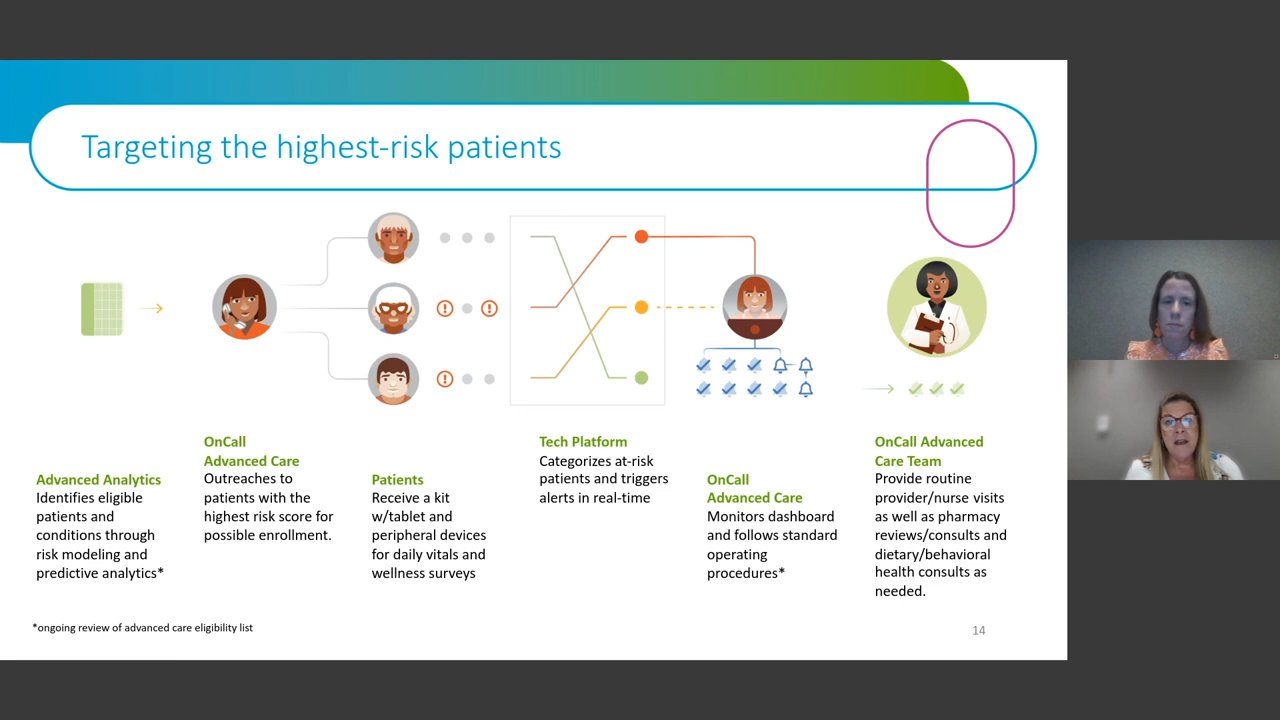 Targeting the highest-risk patients
Advanced Analytics
Identifies eligible
patients and
conditions through
risk modeling and
predictive analytics*
OnCall
Advanced Care
Outreaches to
patients with the
highest risk score for
possible enrollment.
Patients
Receive a kit
w/tablet and
peripheral devices
for daily vitals and
wellness surveys
Tech Platform
Categorizes at-risk
patients and triggers
alerts in real-time
OnCall
Advanced Care
Monitors dashboard
and follows standard
operating
procedures*
OnCall Advanced
Care Team
Provide routine
provider/nurse visits
as well as pharmacy
reviews/consults and
dietary/behavioral
health consults as
needed.
*ongoing review of advanced care eligibility list
14